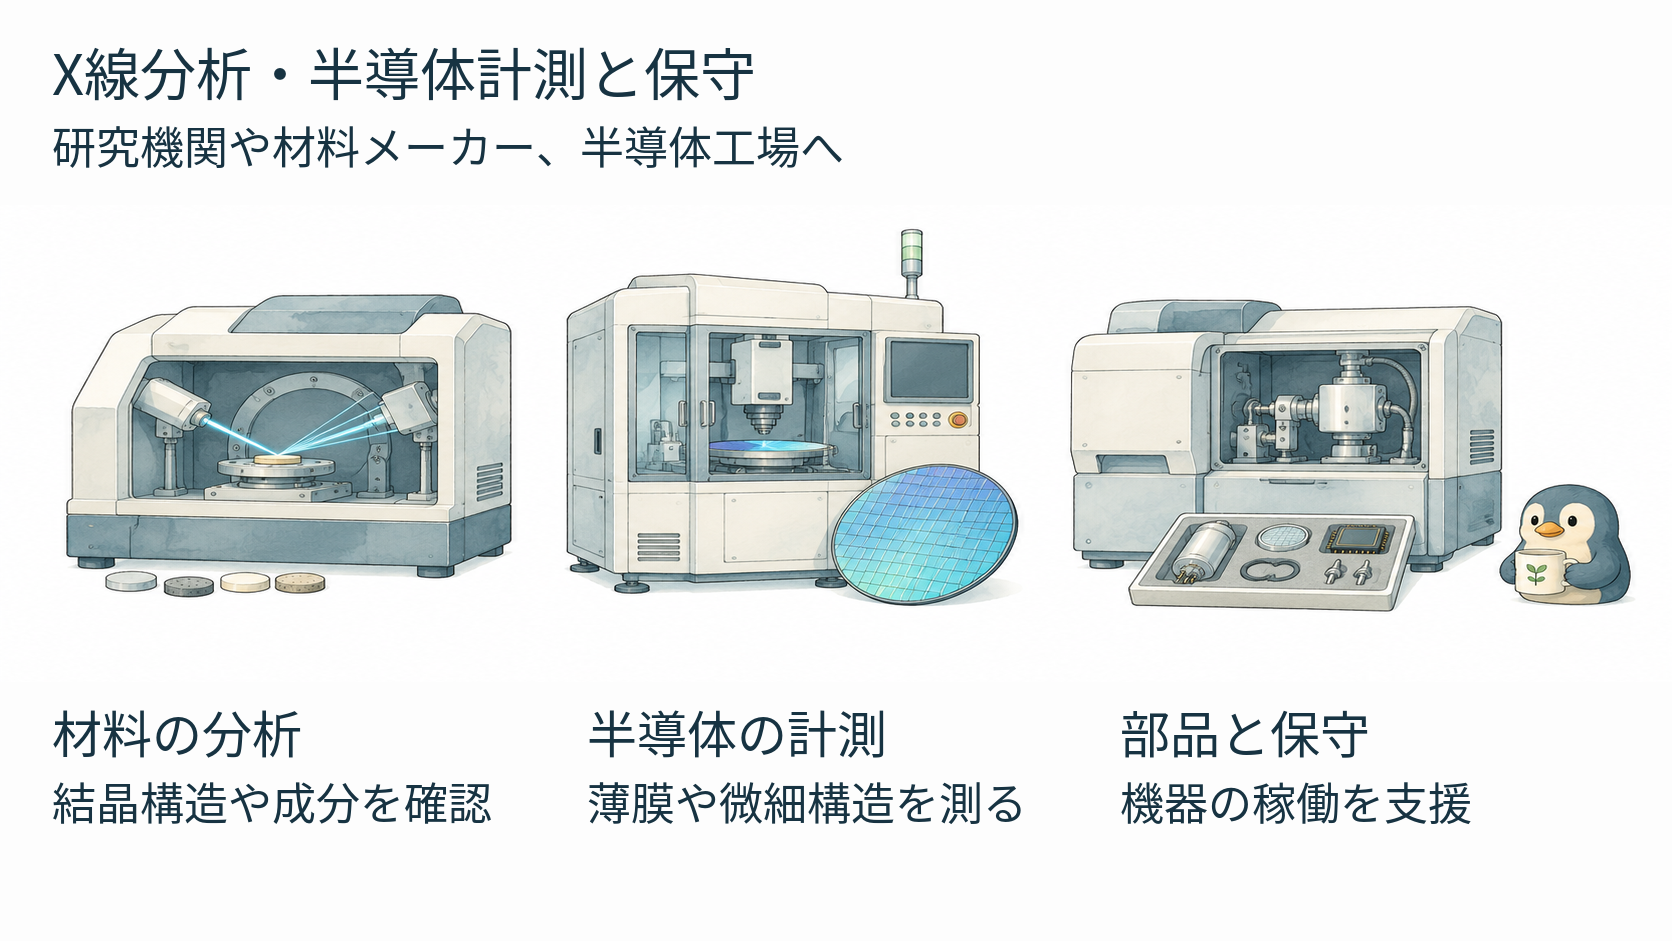 X線分析・半導体計測と保守
研究機関や材料メーカー、半導体工場へ
材料の分析
結晶構造や成分を確認
半導体の計測
薄膜や微細構造を測る
部品と保守
機器の稼働を支援